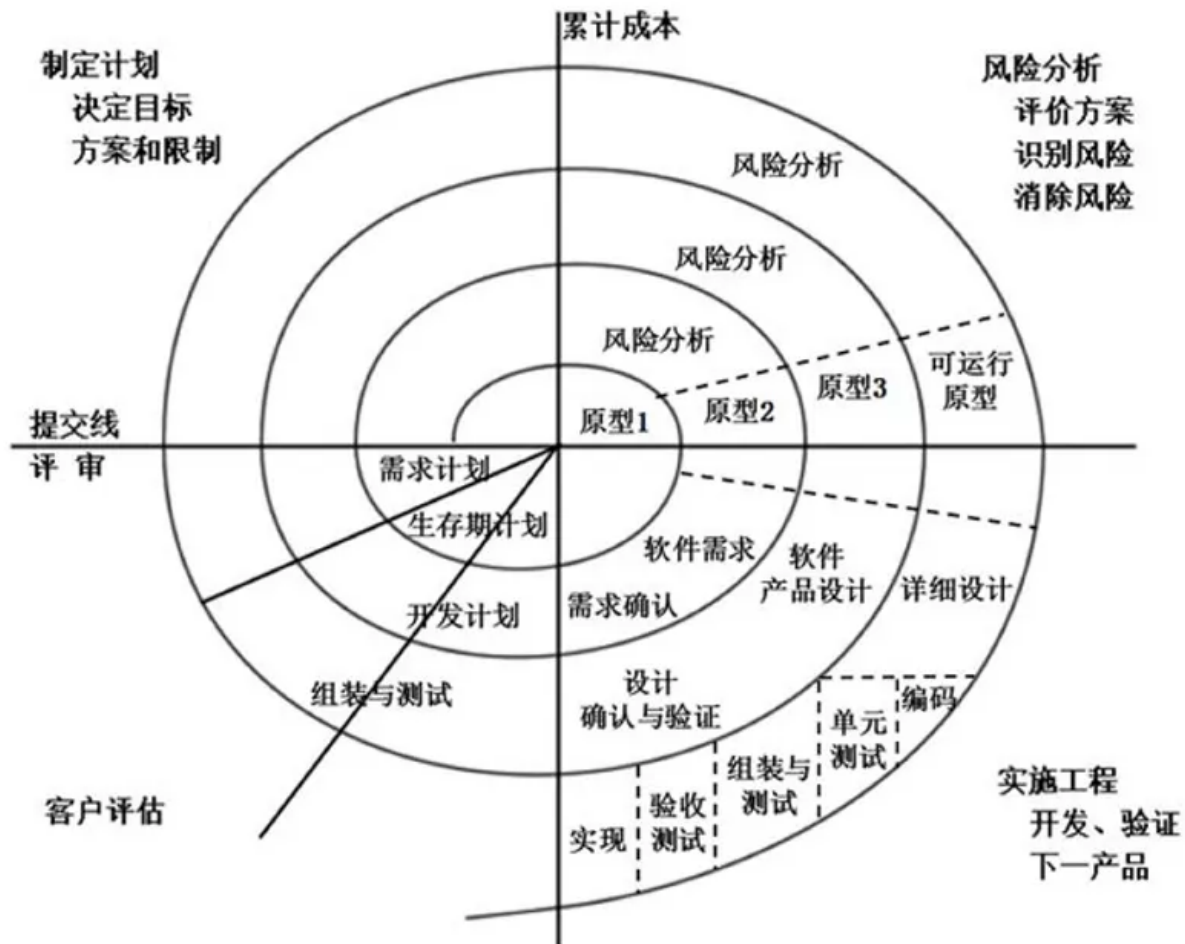 累计成本
制定计划
决定目标
方案和限制
风险分析
评价方案
识别风险
消除风险
风险分析
风险分析
风险分析
可运行
原型
原型3
原型2
原型1
提交线
评 审
需求计划
生存期计划
开发计划
组装与测试
软件需求
需求确认
软件
产品设计
详细设计
设计
确认与验证
编码
单元
测试
组装与
测试
验收
测试
实现
客户评估
实施工程
开发、验证
下一产品